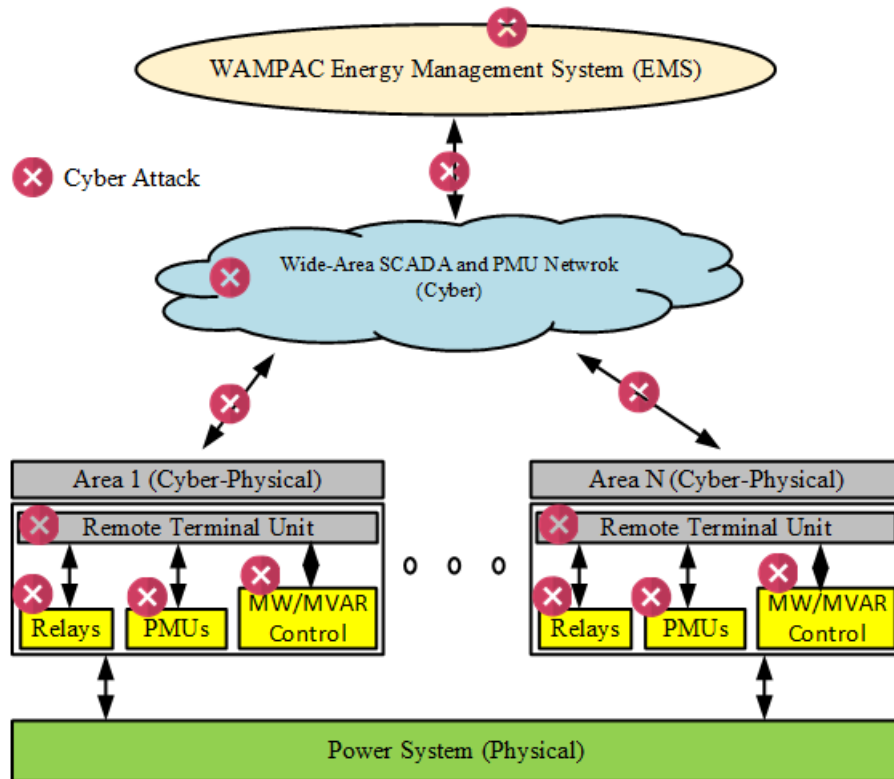 WAMPAC Energy Management System (EMS)
Cyber Attack
Wide-Area SCADA and PMU Netwrok
(Cyber)
Area 1 (Cyber-Physical)
Area N (Cyber-Physical)
Remote Terminal Unit
Remote Terminal Unit
Relays
PMUs
MW/MVAR
Control
Relays
PMUs
MW/MVAR
Control
Power System (Physical)